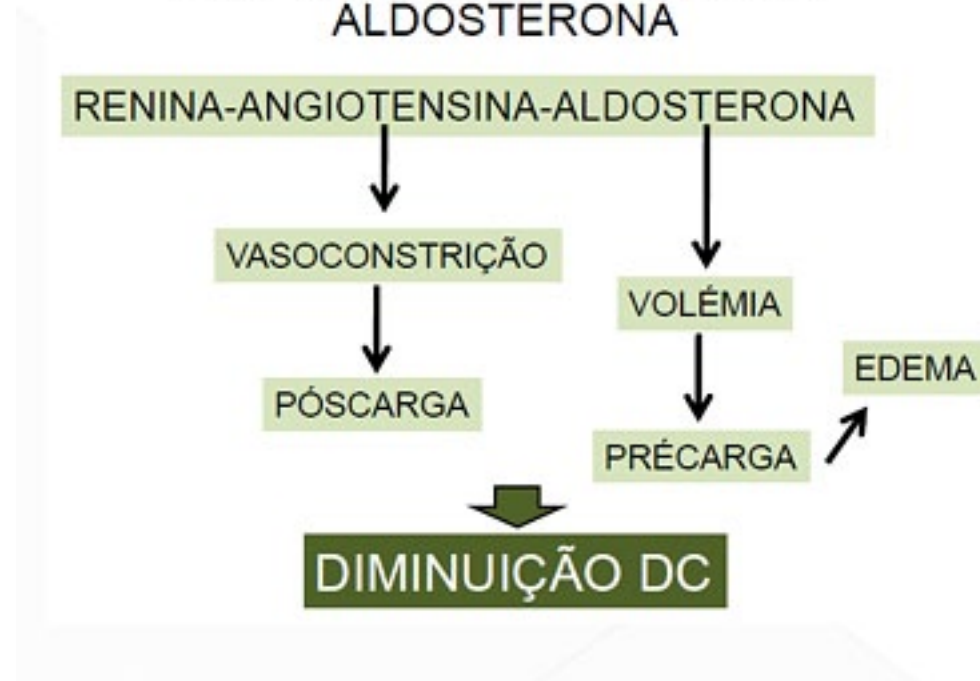 ALDOSTERONA
RENINA-ANGIOTENSINA-ALDOSTERONA
VASOCONSTRIÇÃO
VOLÉMIA
EDEMA
PÓSCARGA
PRÉCARGA
DIMINUIÇÃO DC